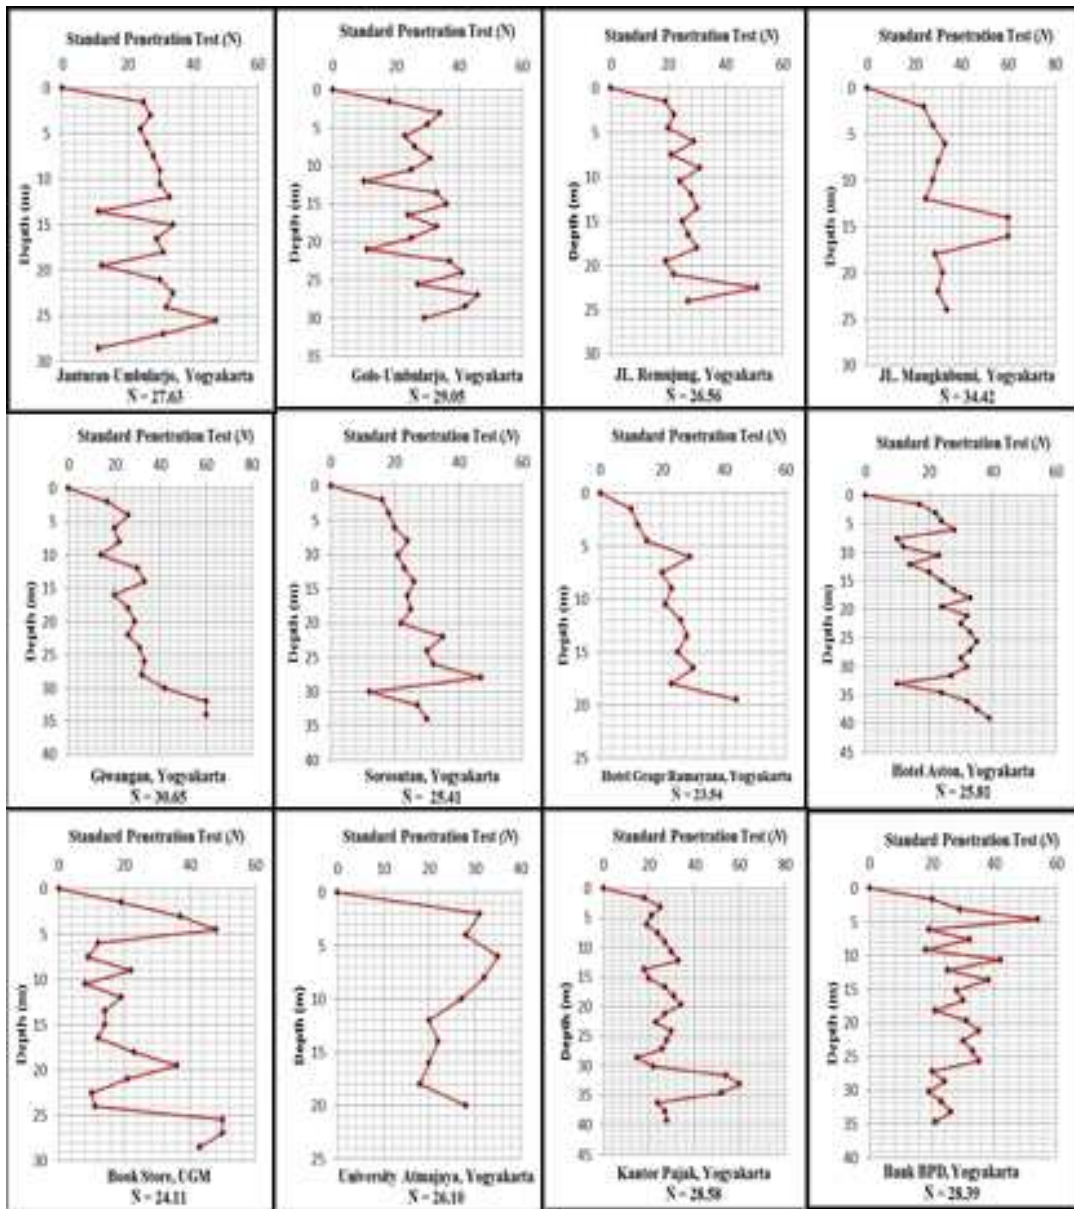 Standard Penetration Test (N)
0 20 40 60
Depth (m)
0
5
10
15
20
25
30
Janturan-Umbularjo, Yogyakarta
N̄ = 27.63
Standard Penetration Test (N)
0 20 40 60
Depth (m)
0
5
10
15
20
25
30
35
Golo-Umbularjo, Yogyakarta
N̄ = 29.05
Standard Penetration Test (N)
0 20 40 60
Depth (m)
0
5
10
15
20
25
30
JL. Yogyakarta
N̄ = 26.56
Standard Penetration Test (N)
0 20 40 60 80
Depth (m)
0
5
10
15
20
25
30
JL. Mangkubumi, Yogyakarta
N̄ = 34.42
Standard Penetration Test (N)
0 20 40 60 80
Depth (m)
0
5
10
15
20
25
30
35
40
Giwangan, Yogyakarta
N̄ = 30.65
Standard Penetration Test (N)
0 20 40 60
Depth (m)
0
5
10
15
20
25
30
35
40
Sorosutan, Yogyakarta
N̄ = 25.41
Standard Penetration Test (N)
0 20 40 60
Depth (m)
0
5
10
15
20
25
Hotel Grage Ramayana, Yogyakarta
N̄ = 23.54
Standard Penetration Test (N)
0 20 40 60
Depth (m)
0
5
10
15
20
25
30
35
40
45
Hotel Aston, Yogyakarta
N̄ = 25.81
Standard Penetration Test (N)
0 20 40 60
Depth (m)
0
5
10
15
20
25
30
Book Store, UGM
N̄ = 24.11
Standard Penetration Test (N)
0 10 20 30 40
Depth (m)
0
5
10
15
20
25
University Atmajaya, Yogyakarta
N̄ = 26.10
Standard Penetration Test (N)
0 20 40 60 80
Depth (m)
0
5
10
15
20
25
30
35
40
45
Kantor Pajak, Yogyakarta
N̄ = 28.58
Standard Penetration Test (N)
0 20 40 60
Depth (m)
0
5
10
15
20
25
30
35
40
Bank BPD, Yogyakarta
N̄ = 28.39